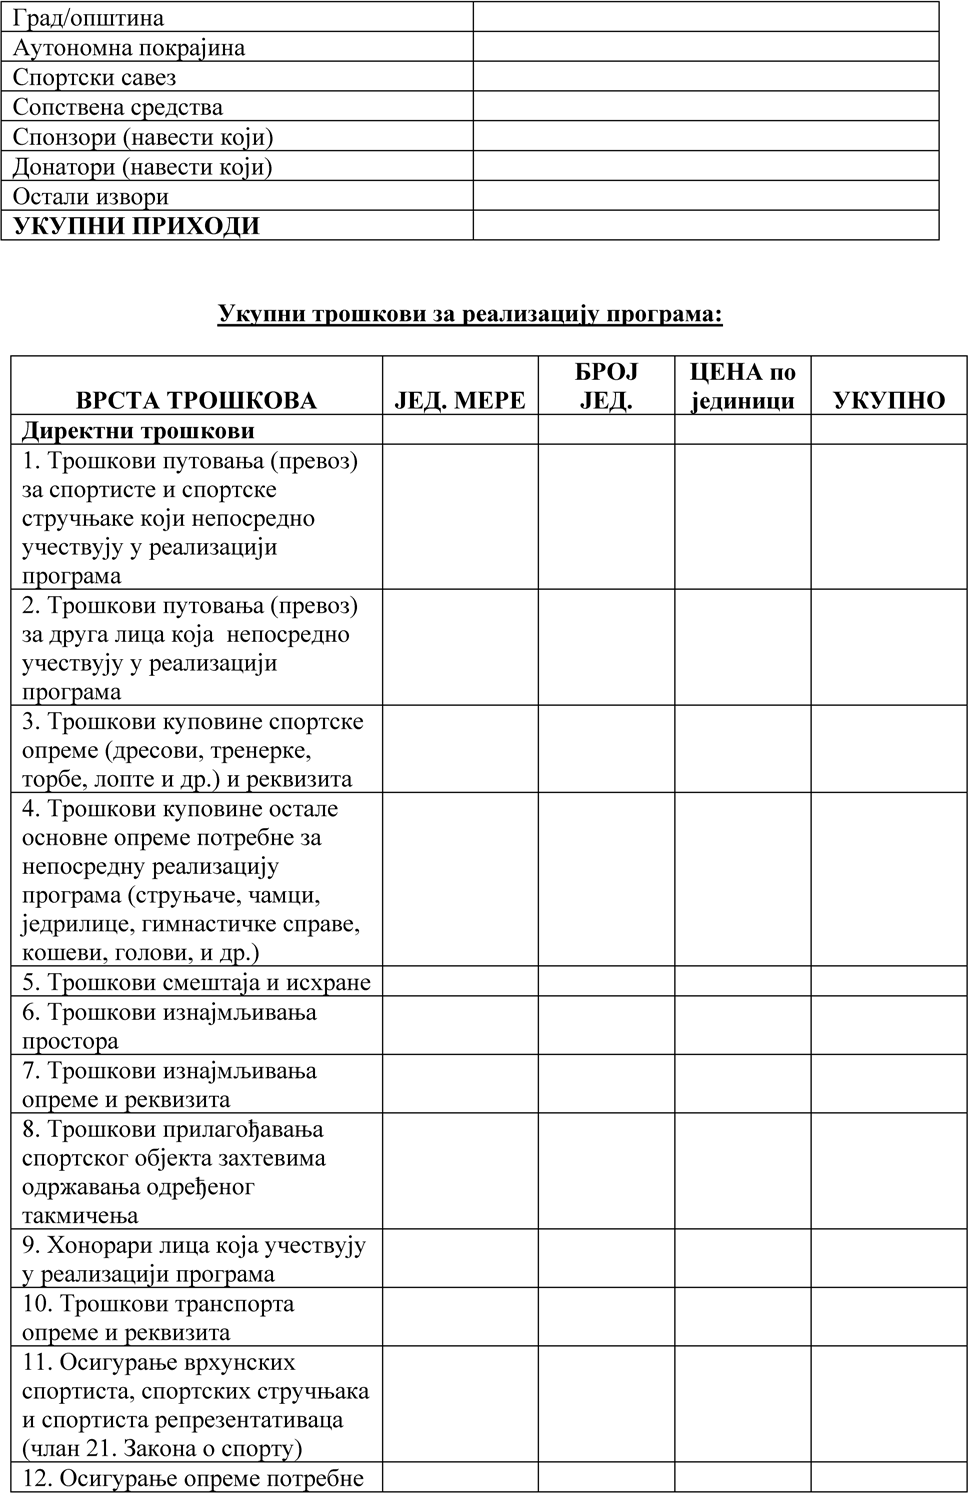 Град/општина
Аутономна покрајина
Спортски савез
Сопствена средства
Спонзори (навести који)
Донатори (навести који)
Остали извори
УКУПНИ ПРИХОДИ
Укупни трошкови за реализацију програма:
ВРСТА ТРОШКОВА ЈЕД. МЕРЕ БРОЈ ЈЕД. ЦЕНА по јединици УКУПНО
Директни трошкови
1. Трошкови путовања (превоз)
за спортисте и спортске
стручњаке који непосредно
учествују у реализацији
програма
2. Трошкови путовања (превоз)
за друга лица која непосредно
учествују у реализацији
програма
3. Трошкови куповине спортске
опреме (дресови, тренерке,
торбе, лопте и др.) и реквизита
4. Трошкови куповине остале
основне опреме потребне за
непосредну реализацију
програма (струњаче, чамци,
једрилице, гимнастичке справе,
кошеви, голови, и др.)
5. Трошкови смештаја и исхране
6. Трошкови изнајмљивања
простора
7. Трошкови изнајмљивања
опреме и реквизита
8. Трошкови прилагођавања
спортског објекта захтевима
одржавања одређеног
такмичења
9. Хонорари лица која учествују
у реализацији програма
10. Трошкови транспорта
опреме и реквизита
11. Осигурање врхунских
спортиста, спортских стручњака
и спортиста репрезентативаца
(члан 21. Закона о спорту)
12. Осигурање опреме потребне